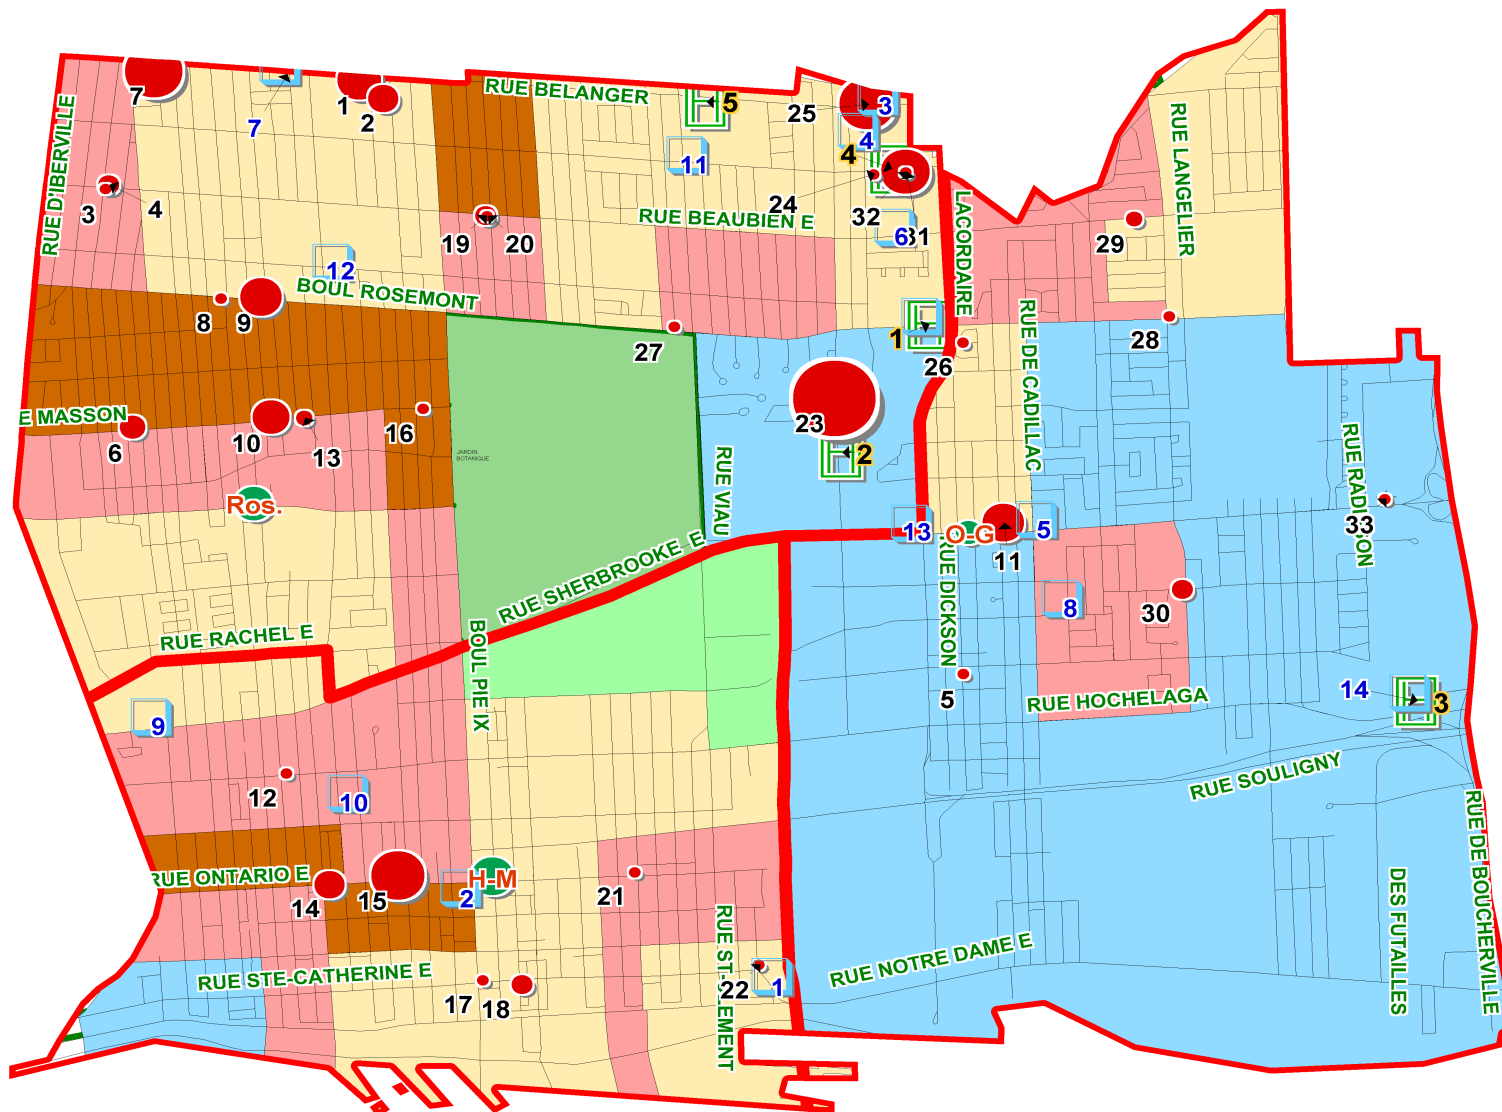 RUE BELANGER
7
1
2
5
25
3
7
4
4
11
RUE D'IBERVILLE
RUE LANGELIER
3
4
24
32
RUE BEAUBIEN E
19
20
6
31
LACORDAIRE
29
12
BOUL ROSEMONT
8
9
27
1
26
RUE DE CADILLAC
28
E MASSON
6
10
13
16
23
2
JARDIN
BOTANIQUE
RUE VIAU
Ros.
13
O-G
5
11
33
RUE SHERBROOKE E
RUE DICKSON
8
30
RUE RACHEL E
BOUL PIE IX
5
RUE HOCHELAGA
14
3
9
12
10
RUE SOULIGNY
RUE ONTARIO E
14
15
2
H-M
21
DES FUTAILLES
RUE DE BOUCHERVILLE
RUE STE-CATHERINE E
17
18
22
1
RUE NOTRE DAME E